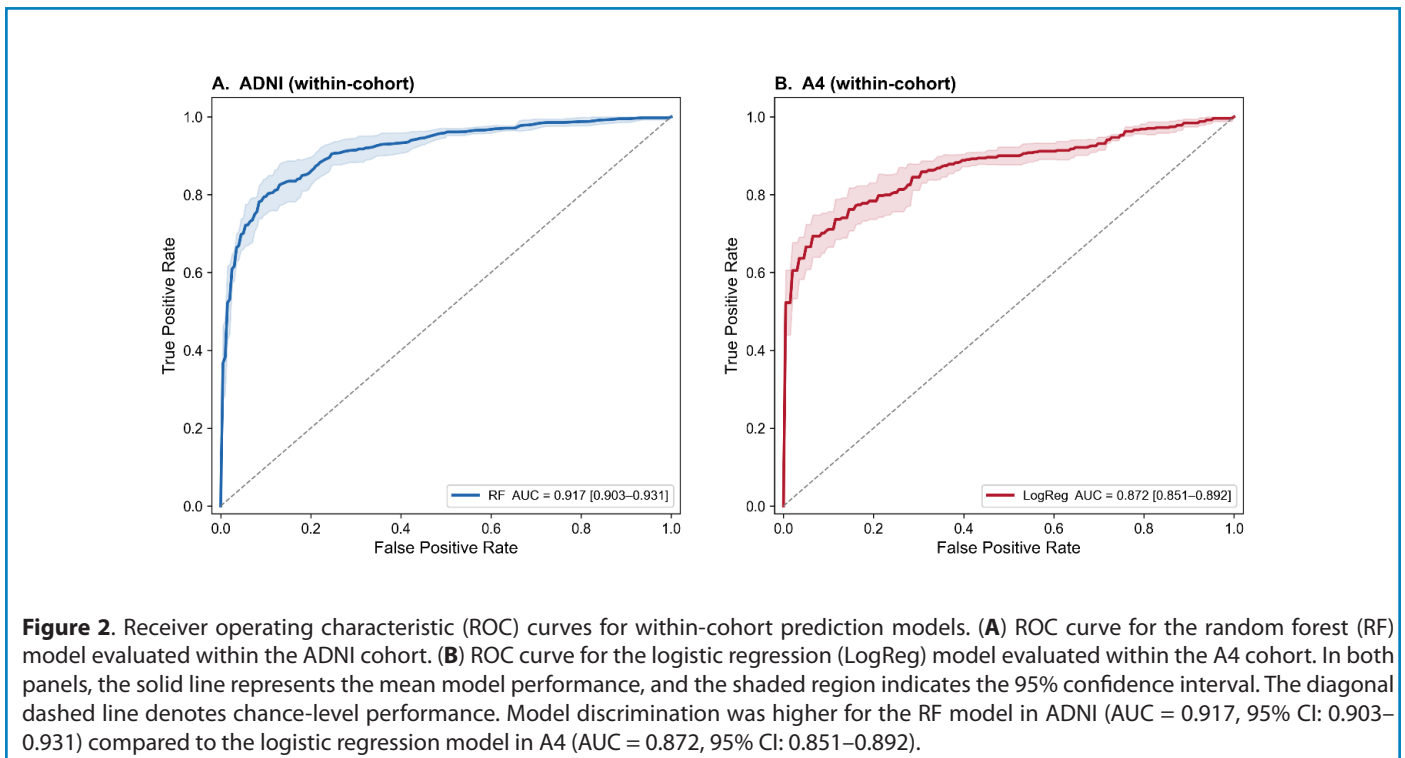 A. ADNI (within-cohort)
1.0
0.8
0.6
0.4
0.2
0.0
True Positive Rate
RF AUC = 0.917 [0.903–0.931]
0.0 0.2 0.4 0.6 0.8 1.0
False Positive Rate
B. A4 (within-cohort)
1.0
0.8
0.6
0.4
0.2
0.0
True Positive Rate
LogReg AUC = 0.872 [0.851–0.892]
0.0 0.2 0.4 0.6 0.8 1.0
False Positive Rate
Figure 2. Receiver operating characteristic (ROC) curves for within-cohort prediction models. (A) ROC curve for the random forest (RF)
model evaluated within the ADNI cohort. (B) ROC curve for the logistic regression (LogReg) model evaluated within the A4 cohort. In both
panels, the solid line represents the mean model performance, and the shaded region indicates the 95% confidence interval. The diagonal
dashed line denotes chance-level performance. Model discrimination was higher for the RF model in ADNI (AUC = 0.917, 95% CI: 0.903–
0.931) compared to the logistic regression model in A4 (AUC = 0.872, 95% CI: 0.851–0.892).